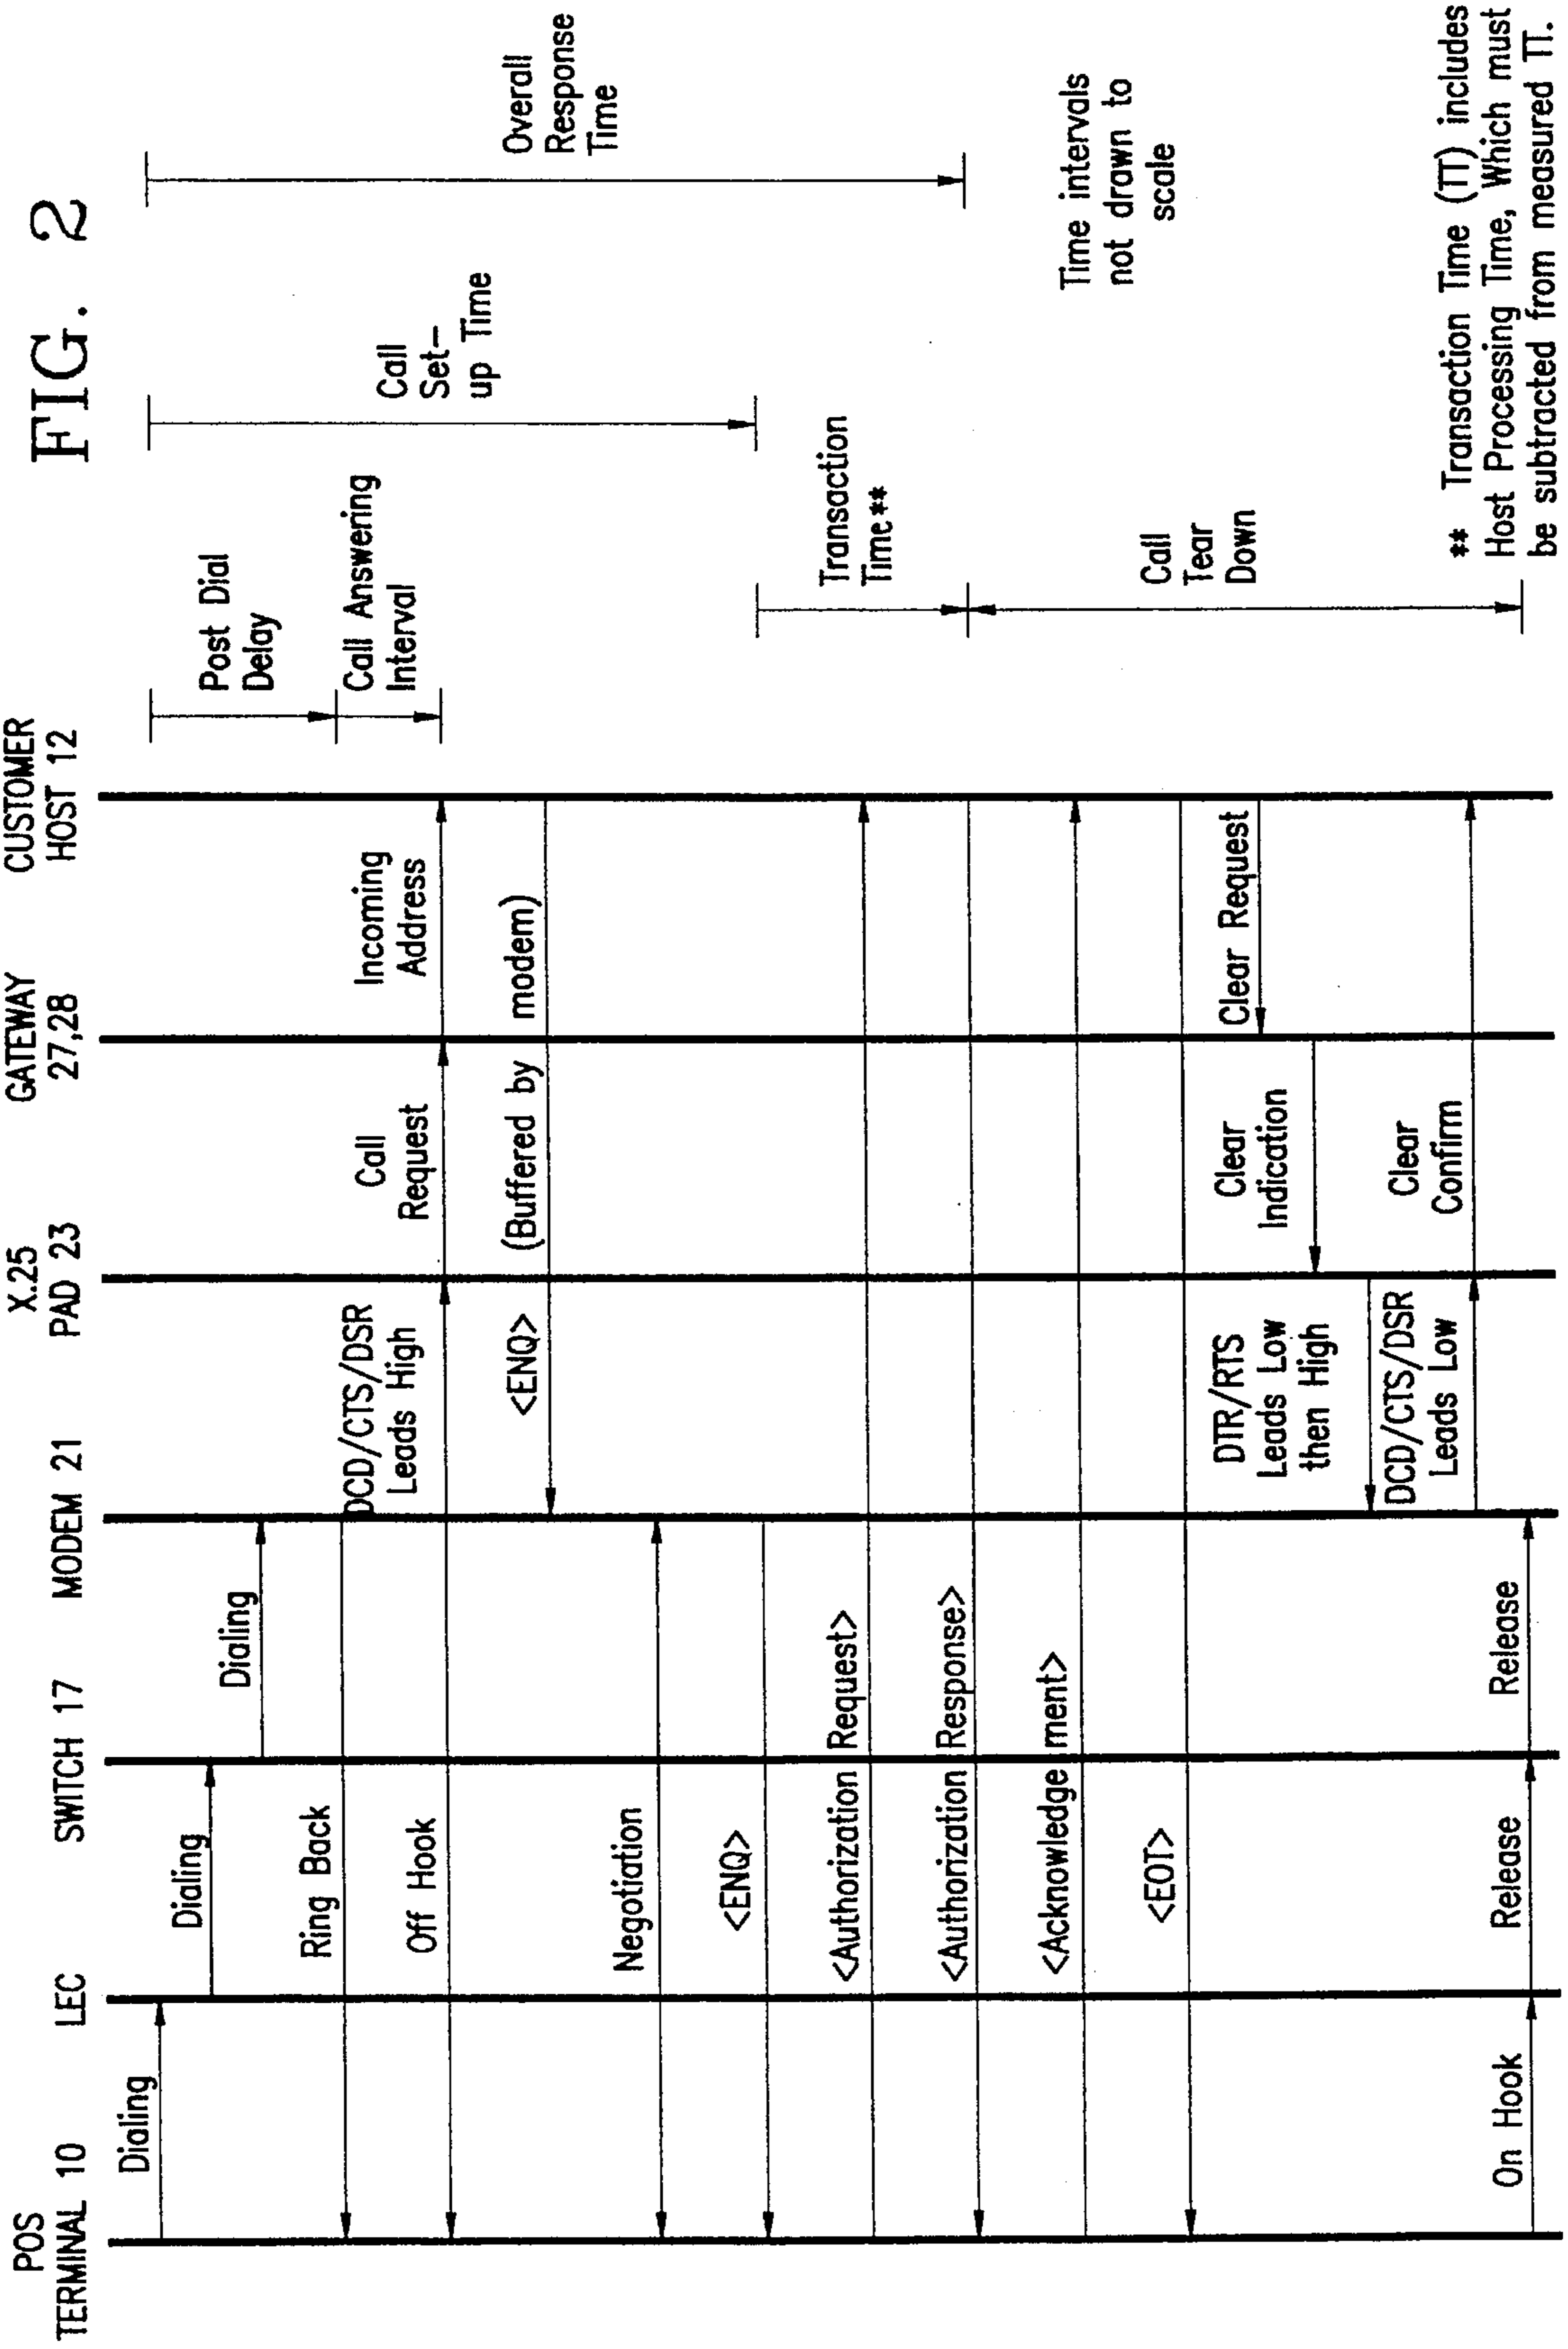 FIG. 2
POS
TERMINAL 10
LEC
SWITCH 17
MODEM 21
X.25
PAD 23
GATEWAY
27,28
CUSTOMER
HOST 12
Dialing
Dialing
Dialing
Ring Back
DCD/CTS/DSR
Leads High
Off Hook
Call
Request
Incoming
Address
<ENQ>
(Buffered by modem)
Negotiation
<ENQ>
<Authorization Request>
<Authorization Response>
<Acknowledge ment>
<EOT>
Clear Request
Clear
Indication
DTR/RTS
Leads Low
then High
DCD/CTS/DSR
Leads Low
Clear
Confirm
On Hook
Release
Release
Post Dial
Delay
Call Answering
Interval
Call
Set-
up Time
Overall
Response
Time
Transaction
Time**
Call
Tear
Down
Time intervals
not drawn to
scale
** Transaction Time (TT) includes
Host Processing Time, Which must
be subtracted from measured TT.